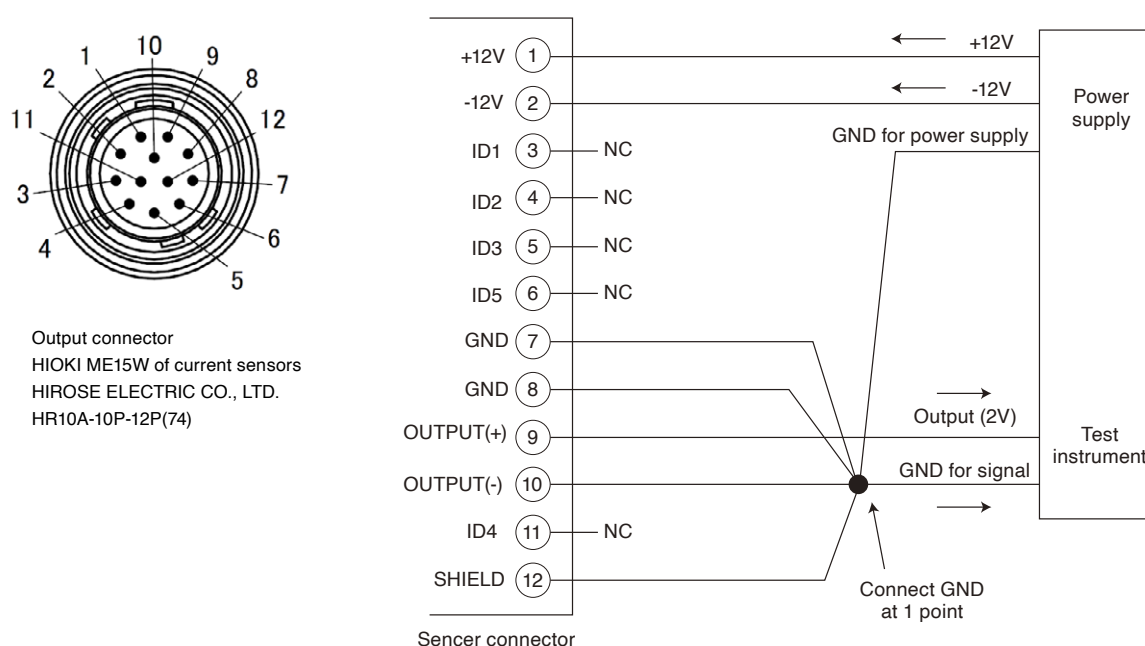 10
1
9
2
8
11
12
3
7
4
6
5
Output connector
HIOKI ME15W of current sensors
HIROSE ELECTRIC CO., LTD.
HR10A-10P-12P(74)
+12V 1 +12V
-12V 2 -12V
Power
supply
GND for power supply
ID1 3 NC
ID2 4 NC
ID3 5 NC
ID5 6 NC
GND 7
GND 8
Output (2V)
OUTPUT(+) 9
Test
instrument
GND for signal
OUTPUT(-) 10
ID4 11 NC
SHIELD 12
Connect GND
at 1 point
Sencer connector